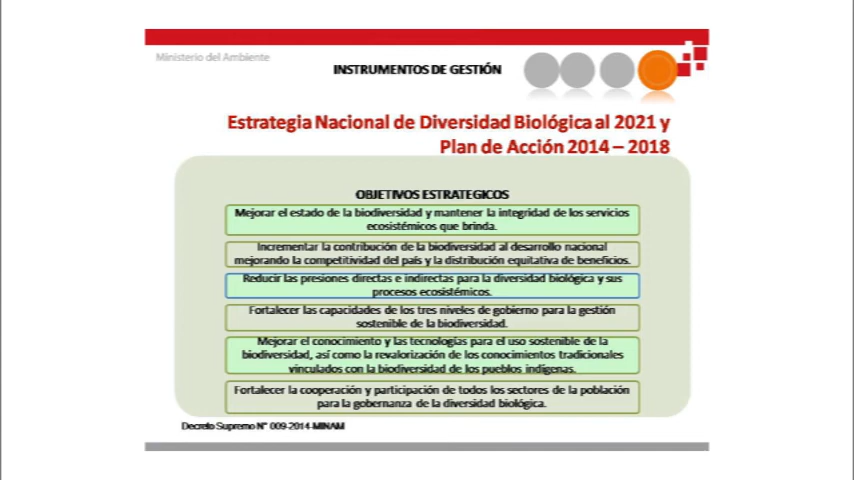 Ministerio del Ambiente
INSTRUMENTOS DE GESTIÓN
Estrategia Nacional de Diversidad Biológica al 2021 y
Plan de Acción 2014 – 2018
OBJETIVOS ESTRATEGICOS
Mejorar el estado de la biodiversidad y mantener la integridad de los servicios
ecosistémicos que brinda.
Incrementar la contribución de la biodiversidad al desarrollo nacional
mejorando la competitividad del país y la distribución equitativa de beneficios.
Reducir las presiones directas e indirectas para la diversidad biológica y sus
procesos ecosistémicos.
Fortalecer las capacidades de los tres niveles de gobierno para la gestión
sostenible de la biodiversidad.
Mejorar el conocimiento y las tecnologías para el uso sostenible de la
biodiversidad, así como la revalorización de los conocimientos tradicionales
vinculados con la biodiversidad de los pueblos indígenas.
Fortalecer la cooperación y participación de todos los sectores de la población
para la gobernanza de la diversidad biológica.
Decreto Supremo N° 009-2014-MINAM